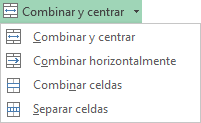 Combinar y centrar
Combinar y centrar
Combinar horizontalmente
Combinar celdas
Separar celdas